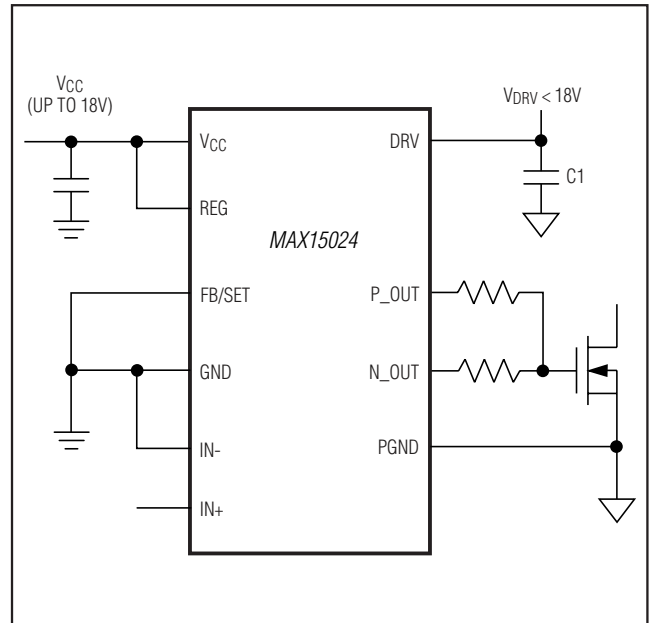 VCC
(UP TO 18V)
VDRV < 18V
VCC
DRV
C1
REG
MAX15024
FB/SET
P_OUT
GND
N_OUT
IN-
PGND
IN+